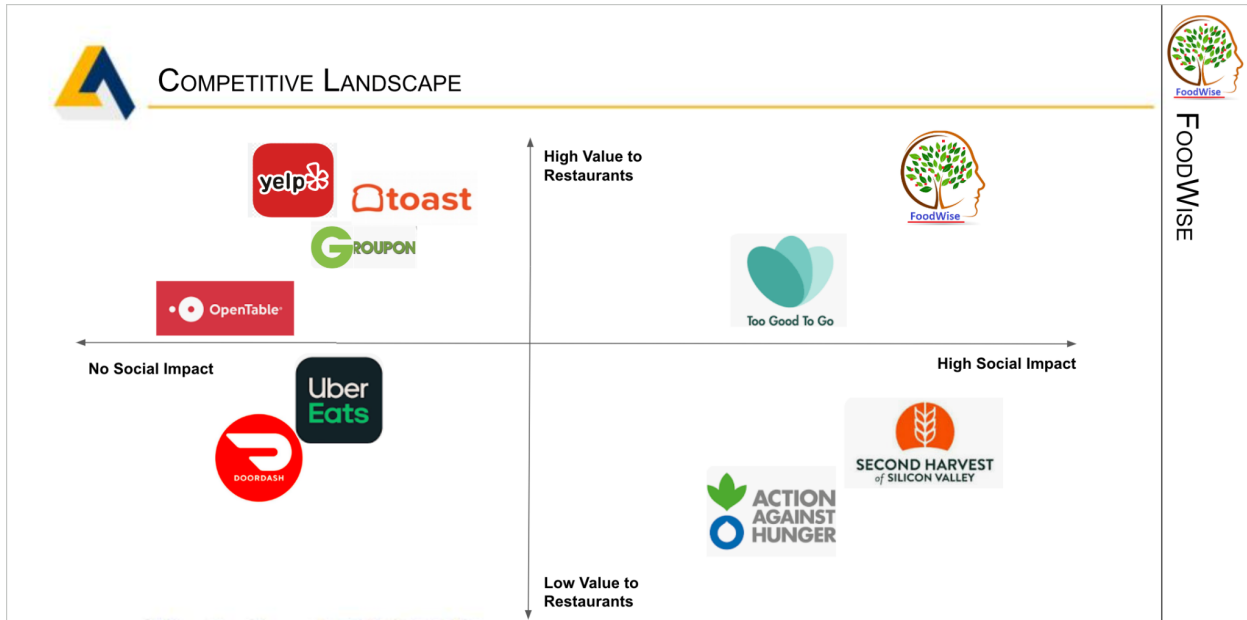 COMPETITIVE LANDSCAPE
FoodWise
FOODWISE
High Value to
Restaurants
yelp
toast
GROUPON
FoodWise
OpenTable
Too Good To Go
No Social Impact
High Social Impact
Uber
Eats
DOORDASH
SECOND HARVEST
of SILICON VALLEY
ACTION
AGAINST
HUNGER
Low Value to
Restaurants